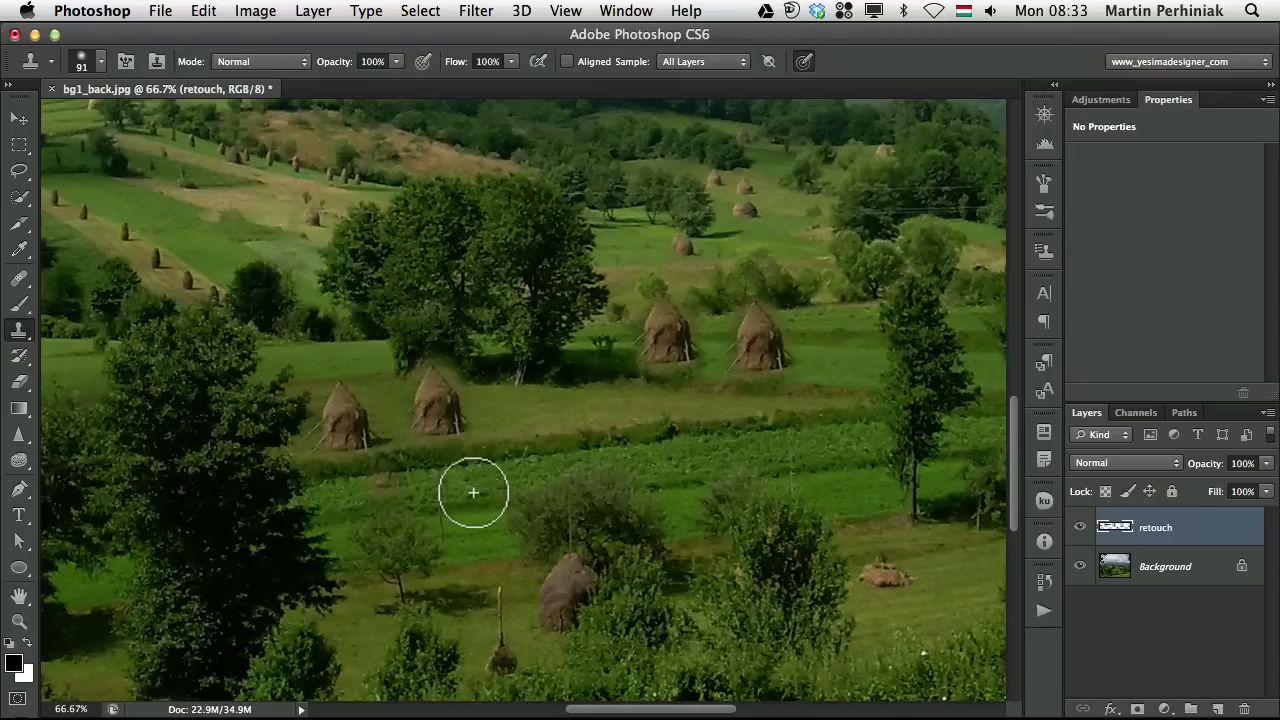 Photoshop File Edit Image Layer Type Select Filter 3D View Window Help Mon 08:33 Martin Perhiniak
Adobe Photoshop CS6
91 Mode: Normal Opacity: 100% Flow: 100% Aligned Sample: All Layers www_yesimadesigner_com
× bg1_back.jpg @ 66.7% (retouch, RGB/8) *
Adjustments Properties
No Properties
Layers Channels Paths
Kind
Normal Opacity: 100%
Lock: Fill: 100%
retouch
Background
ku
66.67% Doc: 22.9M/34.9M